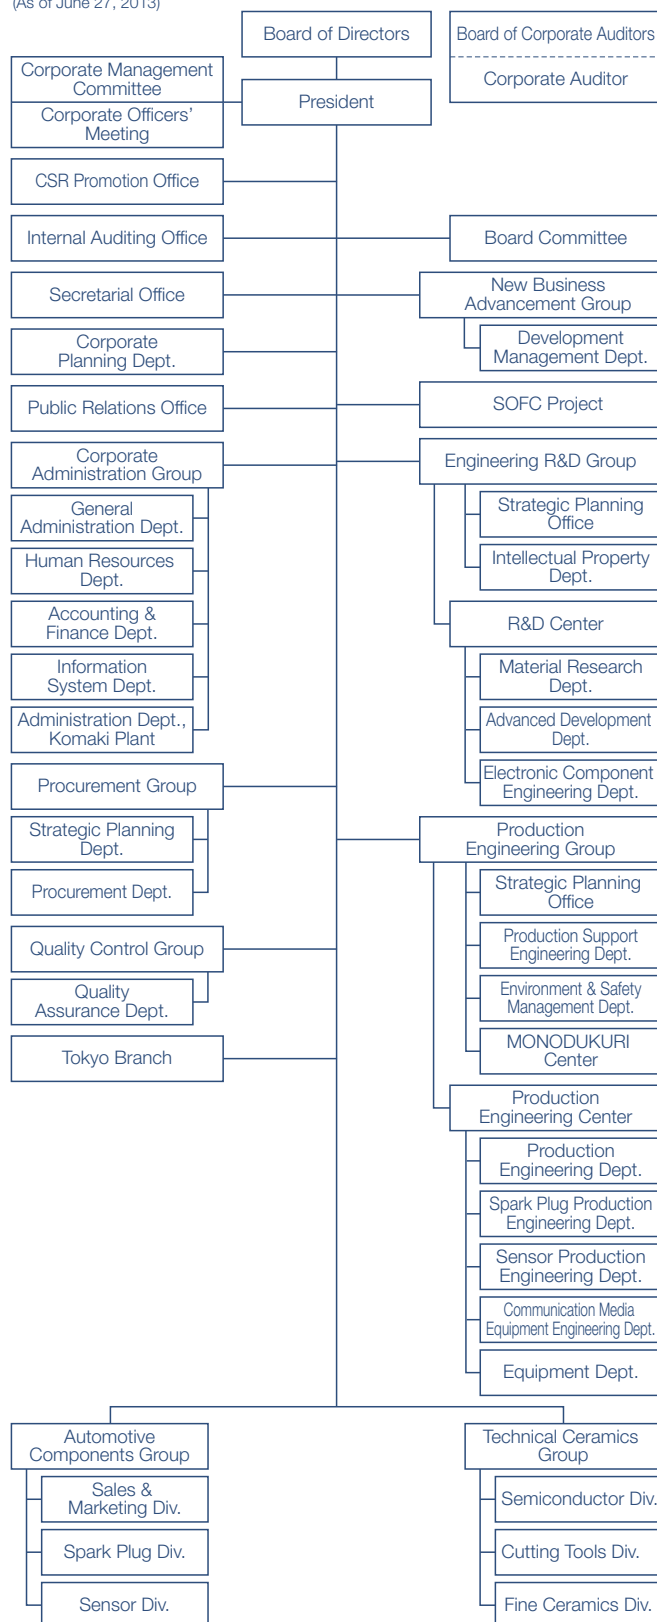 (As of June 27, 2013)
Board of Directors
Board of Corporate Auditors
Corporate Auditor
Corporate Management
Committee
Corporate Officers'
Meeting
President
CSR Promotion Office
Internal Auditing Office
Board Committee
Secretarial Office
New Business
Advancement Group
Development
Management Dept.
Corporate
Planning Dept.
Public Relations Office
SOFC Project
Corporate
Administration Group
General
Administration Dept.
Human Resources
Dept.
Accounting &
Finance Dept.
Information
System Dept.
Administration Dept.,
Komaki Plant
Engineering R&D Group
Strategic Planning
Office
Intellectual Property
Dept.
R&D Center
Material Research
Dept.
Advanced Development
Dept.
Electronic Component
Engineering Dept.
Procurement Group
Strategic Planning
Dept.
Procurement Dept.
Quality Control Group
Quality
Assurance Dept.
Tokyo Branch
Production
Engineering Group
Strategic Planning
Office
Production Support
Engineering Dept.
Environment & Safety
Management Dept.
MONODUKURI
Center
Production
Engineering Center
Production
Engineering Dept.
Spark Plug Production
Engineering Dept.
Sensor Production
Engineering Dept.
Communication Media
Equipment Engineering Dept.
Equipment Dept.
Automotive
Components Group
Sales &
Marketing Div.
Spark Plug Div.
Sensor Div.
Technical Ceramics
Group
Semiconductor Div.
Cutting Tools Div.
Fine Ceramics Div.